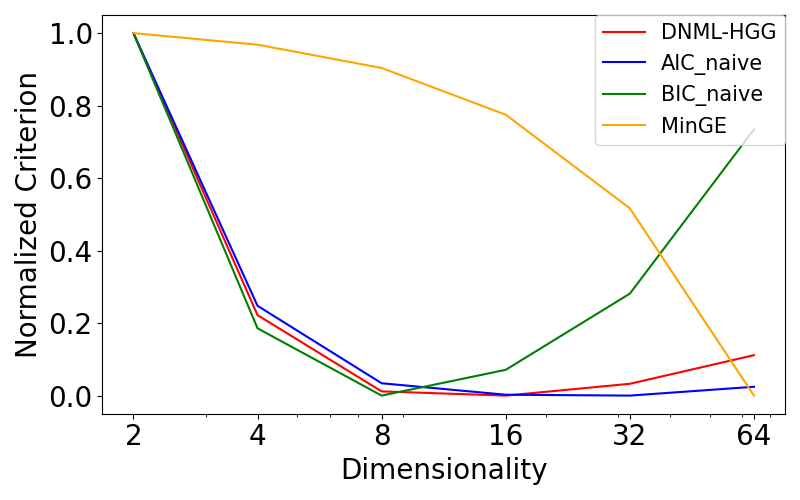 Normalized Criterion
1.0
0.8
0.6
0.4
0.2
0.0
2 4 8 16 32 64
Dimensionality
DNML-HGG
AIC_naive
BIC_naive
MinGE